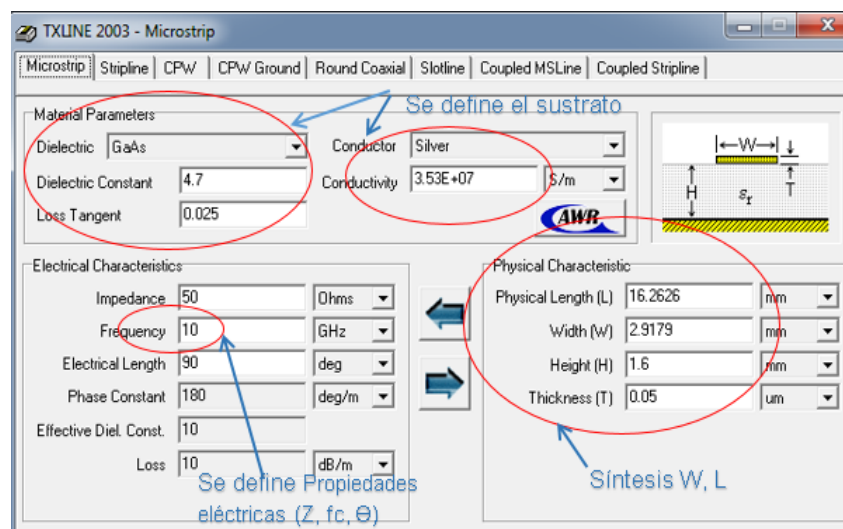 TXLINE 2003 - Microstrip
Microstrip Stripline CPW CPW Ground Round Coaxial Slotline Coupled MSLine Coupled Stripline
Se define el sustrato
Material Parameters
Dielectric GaAs Conductor Silver
Dielectric Constant 4.7 Conductivity 3.53E+07 S/m
Loss Tangent 0.025
AWR
W
H
εr
T
Electrical Characteristics
Impedance 50 Ohms
Frequency 10 GHz
Electrical Length 90 deg
Phase Constant 180 deg/m
Effective Diel. Const. 10
Loss 10 dB/m
Se define Propiedades
eléctricas (Z, fc, Ɵ)
Physical Characteristic
Physical Length (L) 16.2626 mm
Width (W) 2.9179 mm
Height (H) 1.6 mm
Thickness (T) 0.05 um
Síntesis W, L